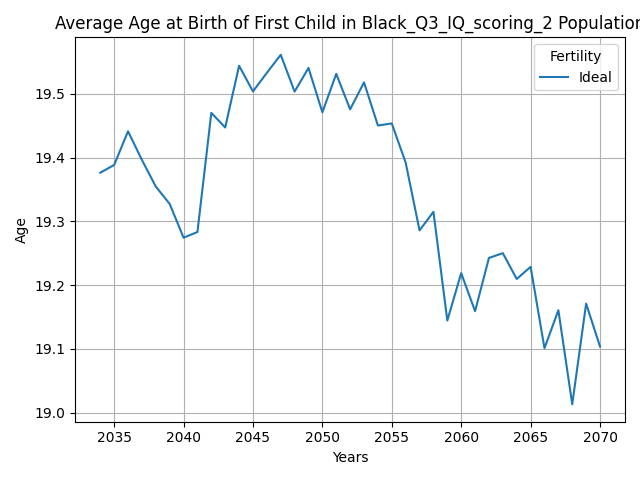 Average Age at Birth of First Child in Black_Q3_IQ_scoring_2 Population
Fertility
Ideal
19.5
19.4
19.3
19.2
19.1
19.0
Age
2035 2040 2045 2050 2055 2060 2065 2070
Years